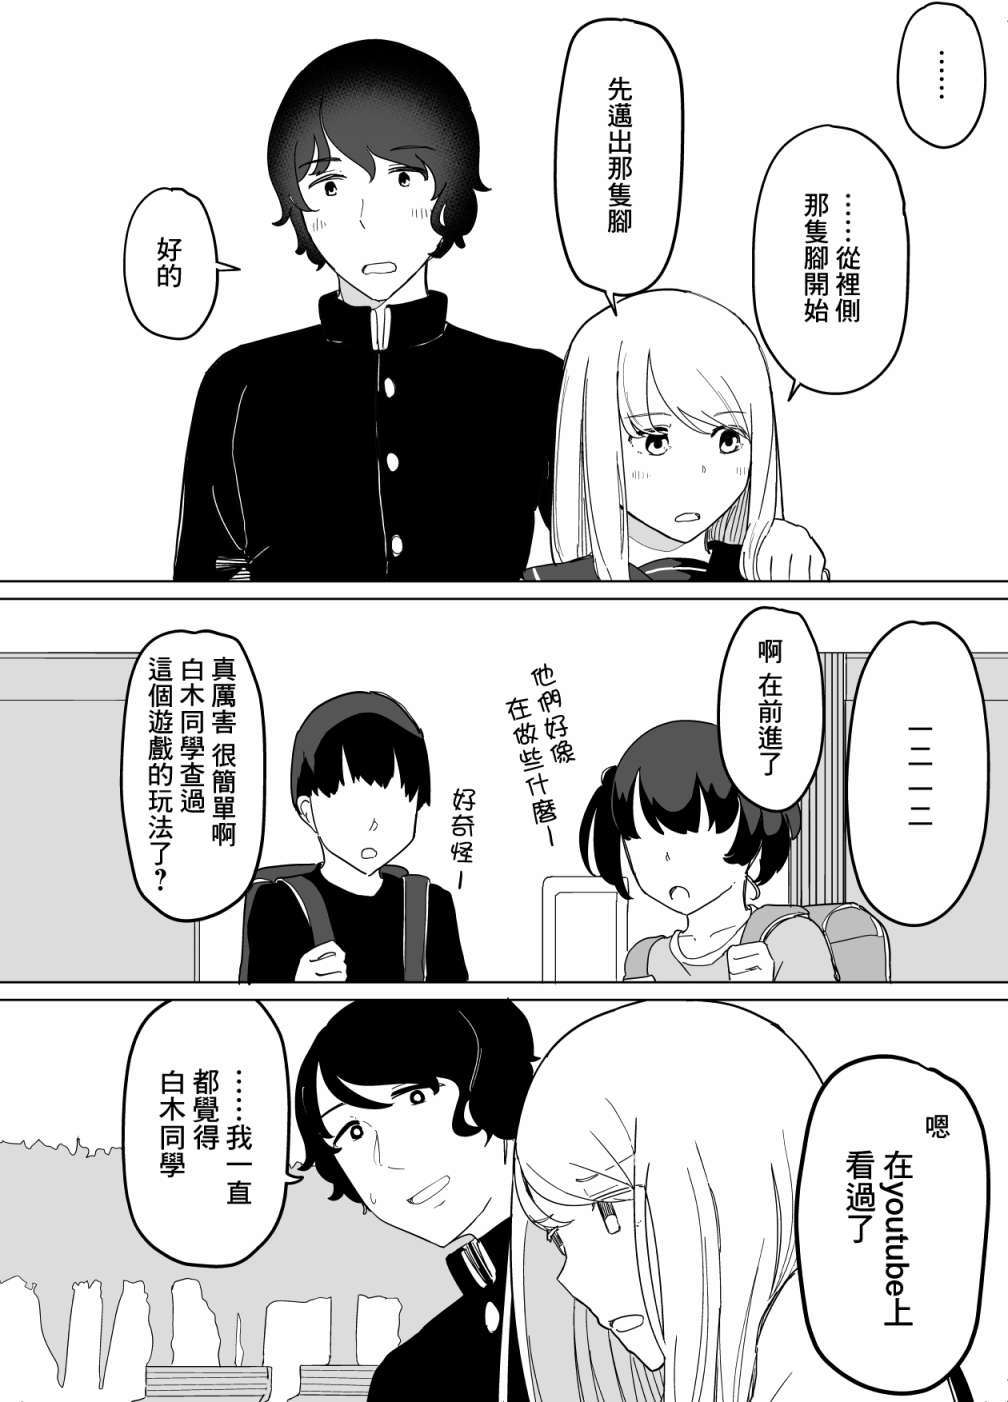 ……
……從裡側
那隻腳開始
先邁出那隻腳
好的
一二 一二
啊 在前進了
他們好像
在做些什麼～
好奇怪～
真厲害 很簡單啊
白木同學查過
這個遊戲的玩法了?
嗯
在youtube上
看過了
……我一直
都覺得
白木同學